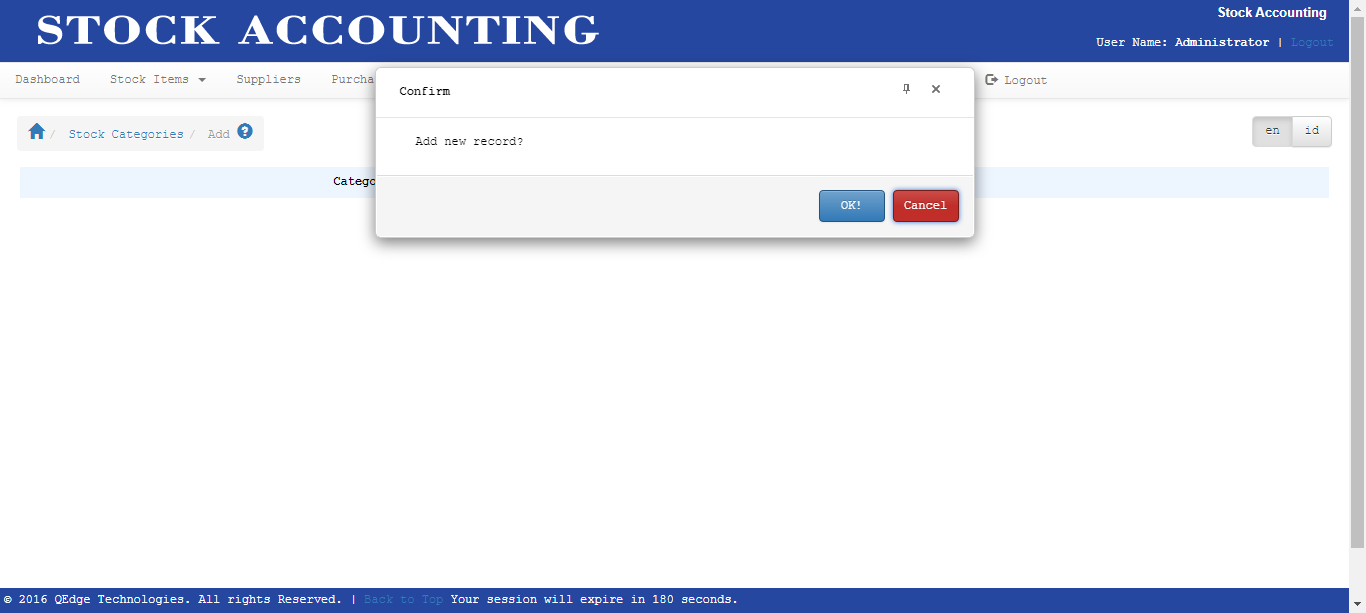 STOCK ACCOUNTING
Stock Accounting
User Name: Administrator | Logout
Dashboard Stock Items Suppliers Purcha Logout
Confirm
/ Stock Categories / Add ?
en id
Add new record?
Catego
OK! Cancel
© 2016 QEdge Technologies. All rights Reserved. | Back to Top Your session will expire in 180 seconds.